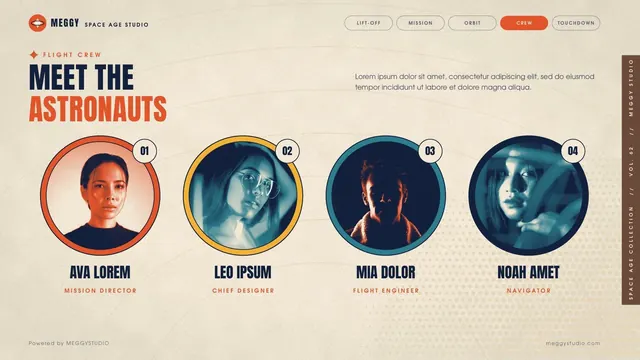 MEGGY SPACE AGE STUDIO
LIFT-OFF
MISSION
ORBIT
CREW
TOUCHDOWN
FLIGHT CREW
MEET THE
ASTRONAUTS
Lorem ipsum dolor sit amet, consectetur adipiscing elit, sed do eiusmod
tempor incididunt ut labore et dolore magna aliqua.
01
02
03
04
AVA LOREM
MISSION DIRECTOR
LEO IPSUM
CHIEF DESIGNER
MIA DOLOR
FLIGHT ENGINEER
NOAH AMET
NAVIGATOR
SPACE AGE COLLECTION // VOL. 02 // MEGGY STUDIO
Powered by MEGGYSTUDIO
meggystudio.com